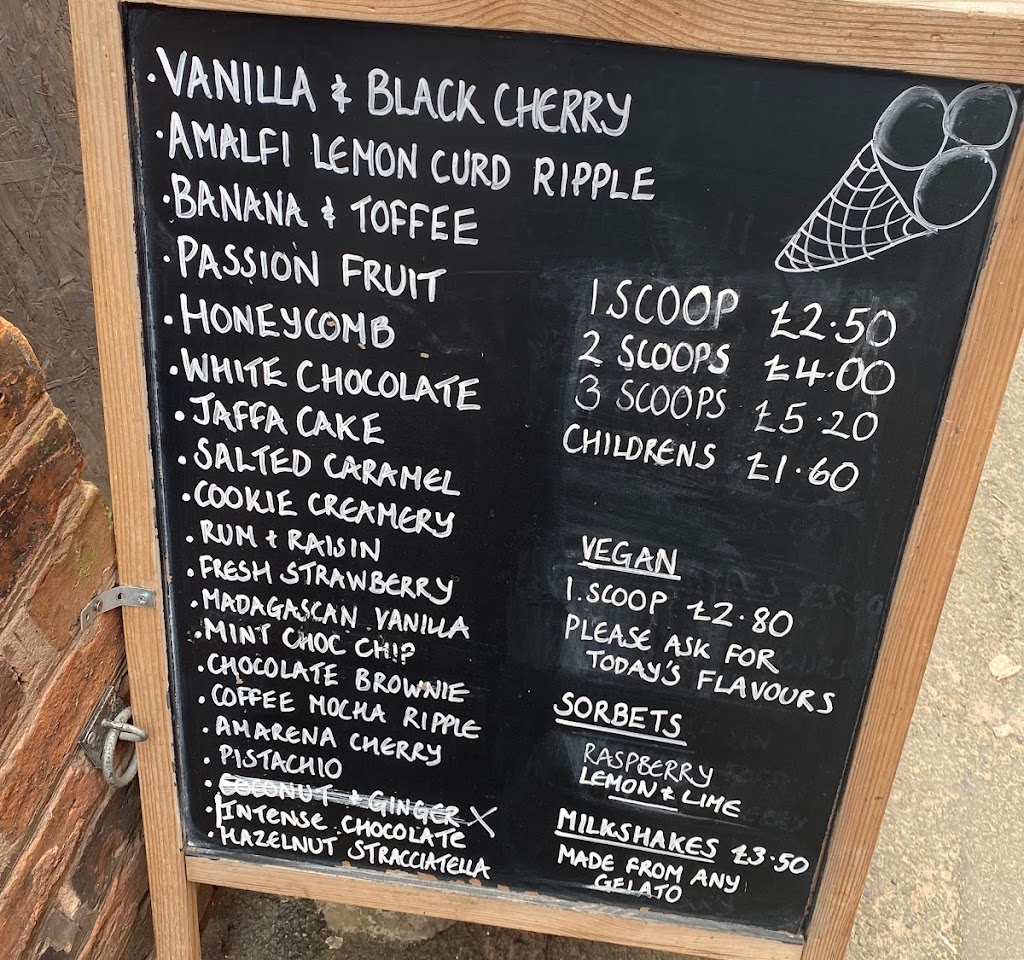 · VANILLA & BLACK CHERRY
· AMALFI LEMON CURD RIPPLE
· BANANA & TOFFEE
· PASSION FRUIT
· HONEYCOMB
· WHITE CHOCOLATE
· JAFFA CAKE
· SALTED CARAMEL
· COOKIE CREAMERY
· RUM + RAISIN
· FRESH STRAWBERRY
· MADAGASCAN VANILLA
· MINT CHOC CHIP
· CHOCOLATE BROWNIE
· COFFEE MOCHA RIPPLE
· AMARENA CHERRY
· PISTACHIO
· COCONUT + GINGER X
· INTENSE CHOCOLATE
· HAZELNUT STRACCIATELLA
1 SCOOP £2.50
2 SCOOPS £4.00
3 SCOOPS £5.20
CHILDRENS £1.60
VEGAN
1.SCOOP £2.80
PLEASE ASK FOR
TODAY'S FLAVOURS
SORBETS
RASPBERRY
LEMON & LIME
MILKSHAKES £3.50
MADE FROM ANY
GELATO